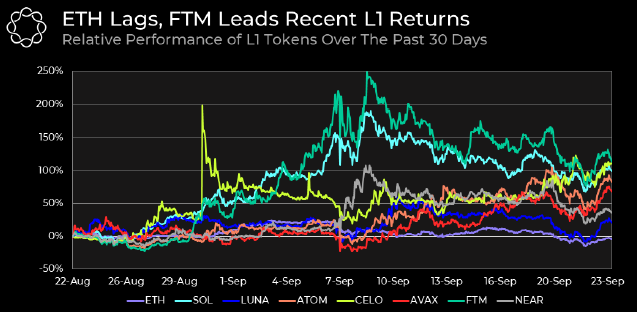 ETH Lags, FTM Leads Recent L1 Returns
Relative Performance of L1 Tokens Over The Past 30 Days
250%
200%
150%
100%
50%
0%
-50%
22-Aug 26-Aug 29-Aug 1-Sep 4-Sep 7-Sep 10-Sep 13-Sep 16-Sep 20-Sep 23-Sep
ETH SOL LUNA ATOM CELO AVAX FTM NEAR